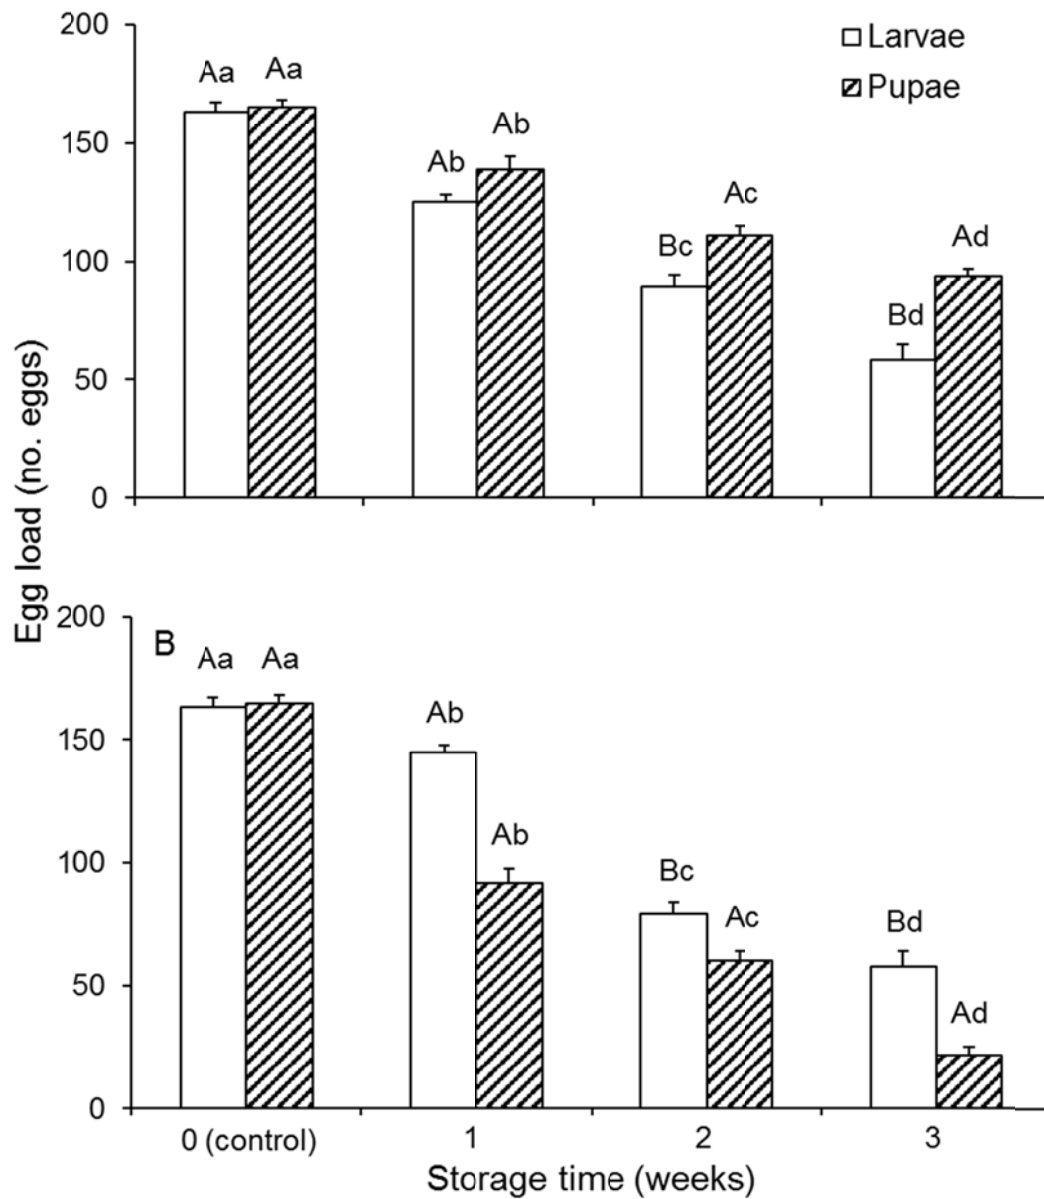 200
Larvae
Pupae
Aa
Aa
150
Ab
Ab
Bc
Ac
100
Bd
Ad
50
0
Egg load (no. eggs)
200
B
Aa
Aa
150
Ab
Ab
100
Bc
Ac
Bd
50
Ad
0
0 (control)
1
2
3
Storage time (weeks)